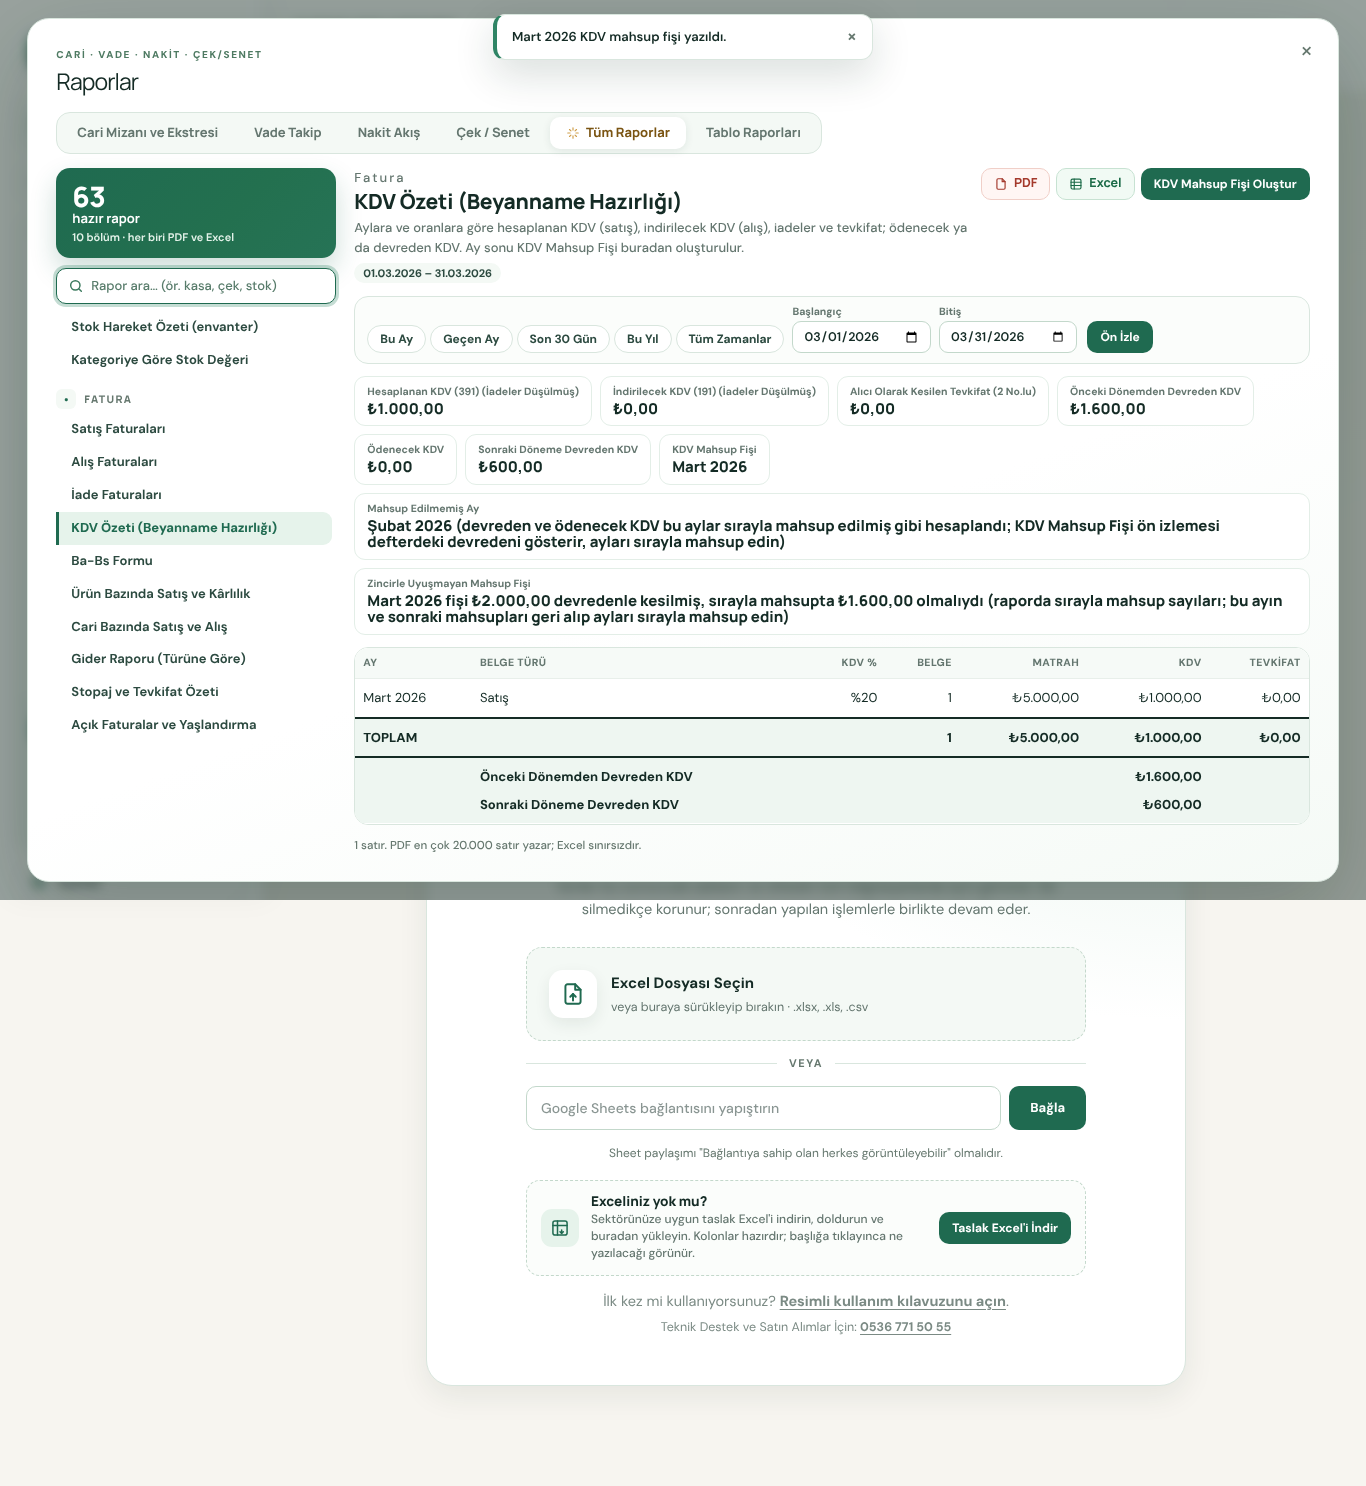 Mart 2026 KDV mahsup fişi yazıldı.
×
CARİ · VADE · NAKİT · ÇEK/SENET
Raporlar
×
Cari Mizanı ve Ekstresi
Vade Takip
Nakit Akış
Çek / Senet
Tüm Raporlar
Tablo Raporları
63
hazır rapor
10 bölüm · her biri PDF ve Excel
Rapor ara... (ör. kasa, çek, stok)
Stok Hareket Özeti (envanter)
Kategoriye Göre Stok Değeri
FATURA
Satış Faturaları
Alış Faturaları
İade Faturaları
KDV Özeti (Beyanname Hazırlığı)
Ba-Bs Formu
Ürün Bazında Satış ve Kârlılık
Cari Bazında Satış ve Alış
Gider Raporu (Türüne Göre)
Stopaj ve Tevkifat Özeti
Açık Faturalar ve Yaşlandırma
Fatura
KDV Özeti (Beyanname Hazırlığı)
Aylara ve oranlara göre hesaplanan KDV (satış), indirilecek KDV (alış), iadeler ve tevkifat; ödenecek ya
da devreden KDV. Ay sonu KDV Mahsup Fişi buradan oluşturulur.
01.03.2026 – 31.03.2026
PDF
Excel
KDV Mahsup Fişi Oluştur
Bu Ay
Geçen Ay
Son 30 Gün
Bu Yıl
Tüm Zamanlar
Başlangıç
03/01/2026
Bitiş
03/31/2026
Ön İzle
Hesaplanan KDV (391) (İadeler Düşülmüş)
₺1.000,00
İndirilecek KDV (191) (İadeler Düşülmüş)
₺0,00
Alıcı Olarak Kesilen Tevkifat (2 No.lu)
₺0,00
Önceki Dönemden Devreden KDV
₺1.600,00
Ödenecek KDV
₺0,00
Sonraki Döneme Devreden KDV
₺600,00
KDV Mahsup Fişi
Mart 2026
Mahsup Edilmemiş Ay
Şubat 2026 (devreden ve ödenecek KDV bu aylar sırayla mahsup edilmiş gibi hesaplandı; KDV Mahsup Fişi ön izlemesi
defterdeki devredeni gösterir, ayları sırayla mahsup edin)
Zincirle Uyuşmayan Mahsup Fişi
Mart 2026 fişi ₺2.000,00 devredenle kesilmiş, sırayla mahsupta ₺1.600,00 olmalıydı (raporda sırayla mahsup sayıları; bu ayın
ve sonraki mahsupları geri alıp ayları sırayla mahsup edin)
AY BELGE TÜRÜ KDV % BELGE MATRAH KDV TEVKİFAT
Mart 2026 Satış %20 1 ₺5.000,00 ₺1.000,00 ₺0,00
TOPLAM 1 ₺5.000,00 ₺1.000,00 ₺0,00
Önceki Dönemden Devreden KDV ₺1.600,00
Sonraki Döneme Devreden KDV ₺600,00
1 satır. PDF en çok 20.000 satır yazar; Excel sınırsızdır.
silmedikçe korunur; sonradan yapılan işlemlerle birlikte devam eder.
Excel Dosyası Seçin
veya buraya sürükleyip bırakın · .xlsx, .xls, .csv
VEYA
Google Sheets bağlantısını yapıştırın
Bağla
Sheet paylaşımı "Bağlantıya sahip olan herkes görüntüleyebilir" olmalıdır.
Exceliniz yok mu?
Sektörünüze uygun taslak Excel'i indirin, doldurun ve
buradan yükleyin. Kolonlar hazırdır; başlığa tıklayınca ne
yazılacağı görünür.
Taslak Excel'i İndir
İlk kez mi kullanıyorsunuz? Resimli kullanım kılavuzunu açın.
Teknik Destek ve Satın Alımlar İçin: 0536 771 50 55